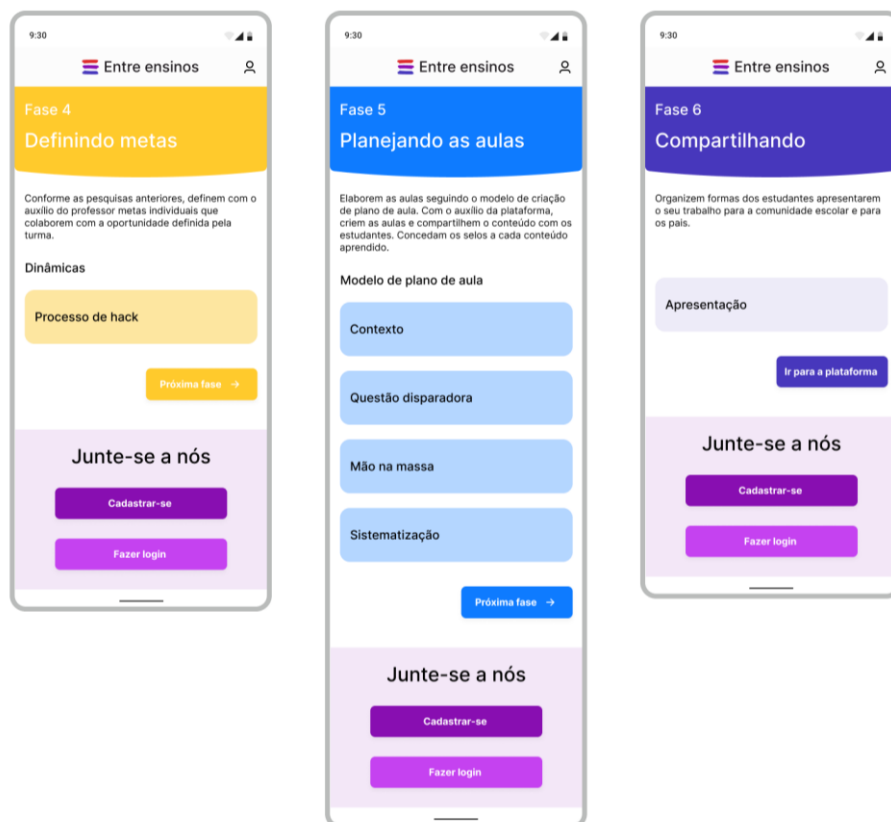 9:30
Entre ensinos
Fase 4
Definindo metas
Conforme as pesquisas anteriores, definem com o
auxílio do professor metas individuais que
colaborem com a oportunidade definida pela
turma.
Dinâmicas
Processo de hack
Próxima fase →
Junte-se a nós
Cadastrar-se
Fazer login
9:30
Entre ensinos
Fase 5
Planejando as aulas
Elaborem as aulas seguindo o modelo de criação
de plano de aula. Com o auxílio da plataforma,
criem as aulas e compartilhem o conteúdo com os
estudantes. Concedam os selos a cada conteúdo
aprendido.
Modelo de plano de aula
Contexto
Questão disparadora
Mão na massa
Sistematização
Próxima fase →
Junte-se a nós
Cadastrar-se
Fazer login
9:30
Entre ensinos
Fase 6
Compartilhando
Organizem formas dos estudantes apresentarem
o seu trabalho para a comunidade escolar e para
os pais.
Apresentação
Ir para a plataforma
Junte-se a nós
Cadastrar-se
Fazer login